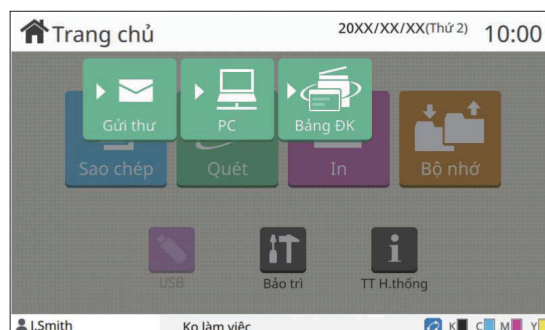 Trang chủ
20XX/XX/XX(Thứ 2) 10:00
Gửi thư PC Bảng ĐK
Sao chép Quét In Bộ nhớ
USB Bảo trì TT H.thống
J.Smith Ko làm việc K C M Y